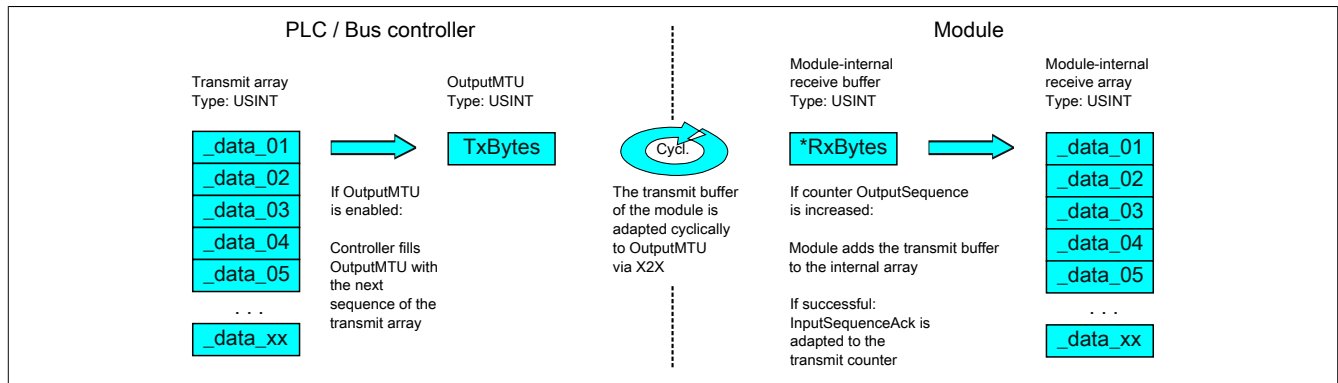 PLC / Bus controller
Module
Transmit array
Type: USINT
OutputMTU
Type: USINT
Module-internal
receive buffer
Type: USINT
Module-internal
receive array
Type: USINT
_data_01
_data_02
_data_03
_data_04
_data_05
. . .
_data_xx
If OutputMTU
is enabled:
Controller fills
OutputMTU with
the next
sequence of the
transmit array
TxBytes
Cycl.
The transmit buffer
of the module is
adapted cyclically
to OutputMTU
via X2X
*RxBytes
If counter OutputSequence
is increased:
Module adds the transmit buffer
to the internal array
If successful:
InputSequenceAck is
adapted to the
transmit counter
_data_01
_data_02
_data_03
_data_04
_data_05
. . .
_data_xx